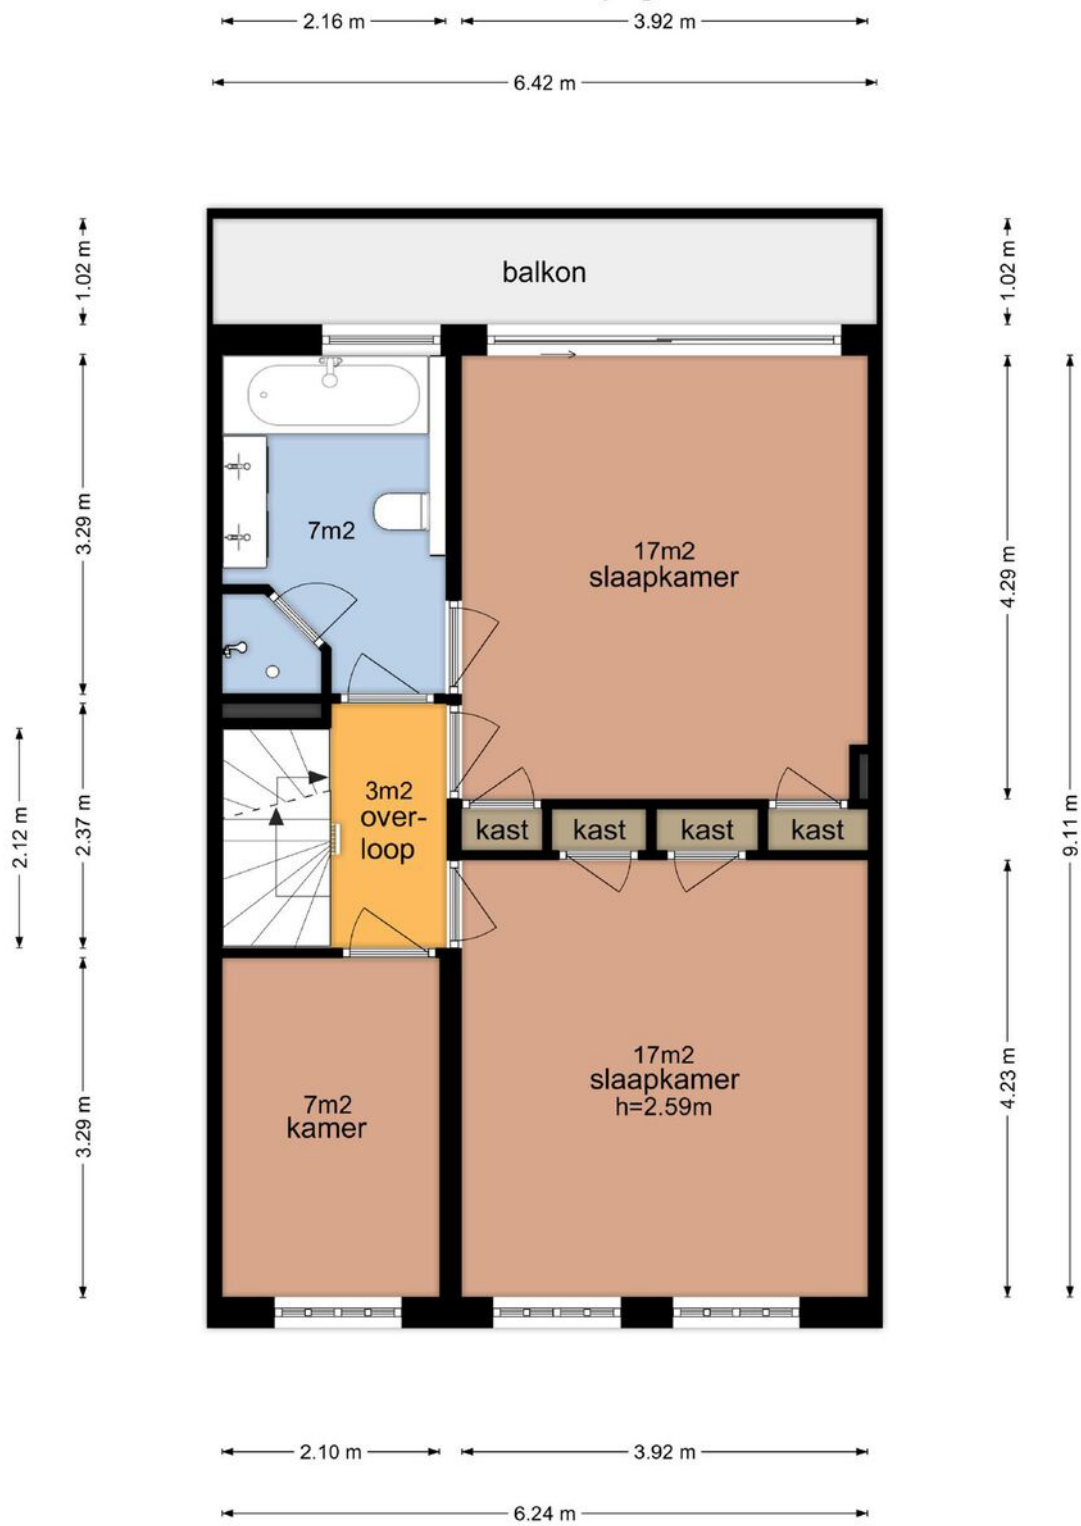 2.16 m
3.92 m
6.42 m
balkon
1.02 m
1.02 m
3.29 m
7m2
17m2
slaapkamer
4.29 m
9.11 m
2.12 m
2.37 m
3m2
over-
loop
kast
kast
kast
kast
17m2
slaapkamer
h=2.59m
4.23 m
7m2
kamer
3.29 m
2.10 m
3.92 m
6.24 m